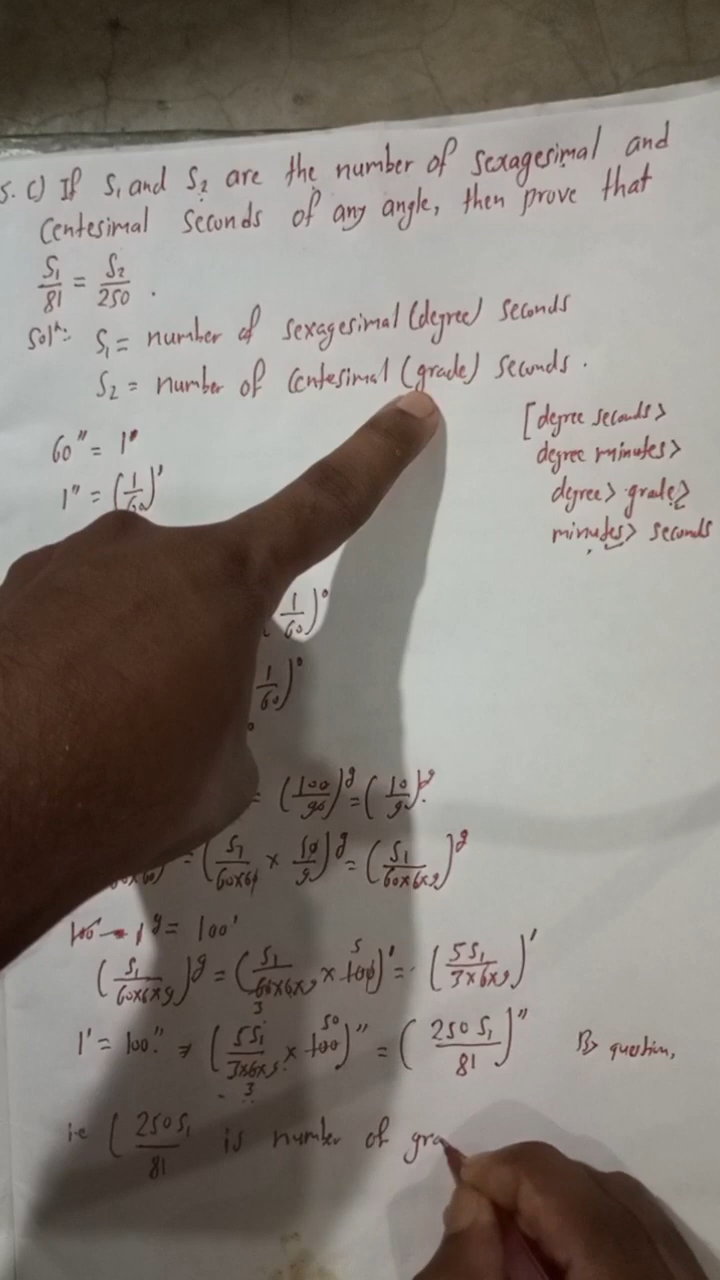 5. c) If S₁ and S₂ are the number of sexagesimal and
Centesimal Seconds of any angle, then prove that
S₁/81 = S₂/250 .
Solⁿ: S₁ = number of sexagesimal (degree) seconds
S₂ = number of Centesimal (grade) seconds.
[degree seconds>
degree minutes>
degree> grade>
minutes> seconds
60" = 1'
1" = (1/60)'
1/60)°
1/60)°
= (100/90)ᵍ = (10/9)ᵍ.
= (S₁/60×60 × 10/9)ᵍ = (S₁/60×6×9)ᵍ
1ᵍ = 100'
(S₁/60×6×9)ᵍ = (S₁/60×6×9 × 100)' = (5S₁/3×6×9)'
1' = 100" ⇒ (5S₁/3×6×9 × 100)" = (250S₁/81)" By question,
i.e (250S₁/81 is number of gra